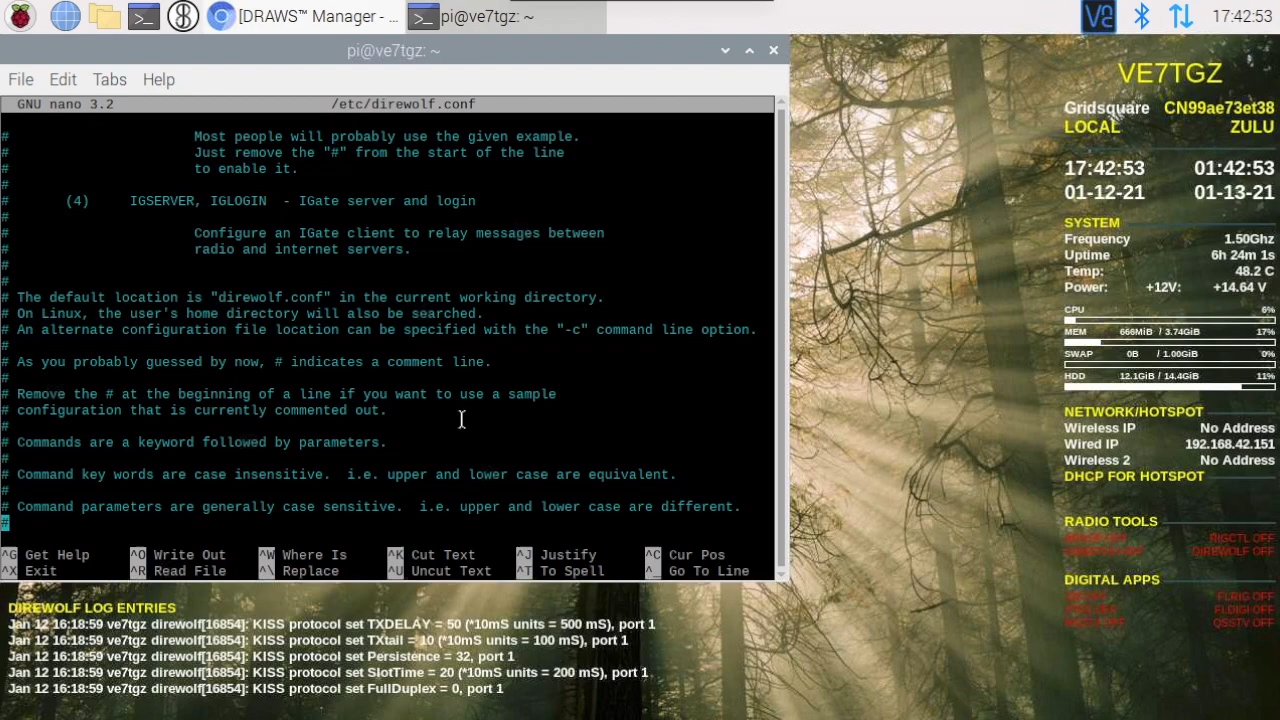 [DRAWS™ Manager - ...
pi@ve7tgz: ~
17:42:53
pi@ve7tgz: ~
File Edit Tabs Help
GNU nano 3.2 /etc/direwolf.conf
# Most people will probably use the given example.
# Just remove the "#" from the start of the line
# to enable it.
#
# (4) IGSERVER, IGLOGIN - IGate server and login
#
# Configure an IGate client to relay messages between
# radio and internet servers.
#
#
# The default location is "direwolf.conf" in the current working directory.
# On Linux, the user's home directory will also be searched.
# An alternate configuration file location can be specified with the "-c" command line option.
#
# As you probably guessed by now, # indicates a comment line.
#
# Remove the # at the beginning of a line if you want to use a sample
# configuration that is currently commented out.
#
# Commands are a keyword followed by parameters.
#
# Command key words are case insensitive. i.e. upper and lower case are equivalent.
#
# Command parameters are generally case sensitive. i.e. upper and lower case are different.
#
^G Get Help ^O Write Out ^W Where Is ^K Cut Text ^J Justify ^C Cur Pos
^X Exit ^R Read File ^\ Replace ^U Uncut Text ^T To Spell ^_ Go To Line
DIREWOLF LOG ENTRIES
Jan 12 16:18:59 ve7tgz direwolf[16854]: KISS protocol set TXDELAY = 50 (*10mS units = 500 mS), port 1
Jan 12 16:18:59 ve7tgz direwolf[16854]: KISS protocol set TXtail = 10 (*10mS units = 100 mS), port 1
Jan 12 16:18:59 ve7tgz direwolf[16854]: KISS protocol set Persistence = 32, port 1
Jan 12 16:18:59 ve7tgz direwolf[16854]: KISS protocol set SlotTime = 20 (*10mS units = 200 mS), port 1
Jan 12 16:18:59 ve7tgz direwolf[16854]: KISS protocol set FullDuplex = 0, port 1
VE7TGZ
Gridsquare CN99ae73et38
LOCAL ZULU
17:42:53 01:42:53
01-12-21 01-13-21
SYSTEM
Frequency 1.50Ghz
Uptime 6h 24m 1s
Temp: 48.2 C
Power: +12V: +14.64 V
CPU 6%
MEM 666MiB / 3.74GiB 17%
SWAP 0B / 1.00GiB 0%
HDD 12.1GiB / 14.4GiB 11%
NETWORK/HOTSPOT
Wireless IP No Address
Wired IP 192.168.42.151
Wireless 2 No Address
DHCP FOR HOTSPOT
RADIO TOOLS
RIGCTL OFF
DIREWOLF OFF
DIGITAL APPS
FLRIG OFF
FLDIGI OFF
QSSTV OFF